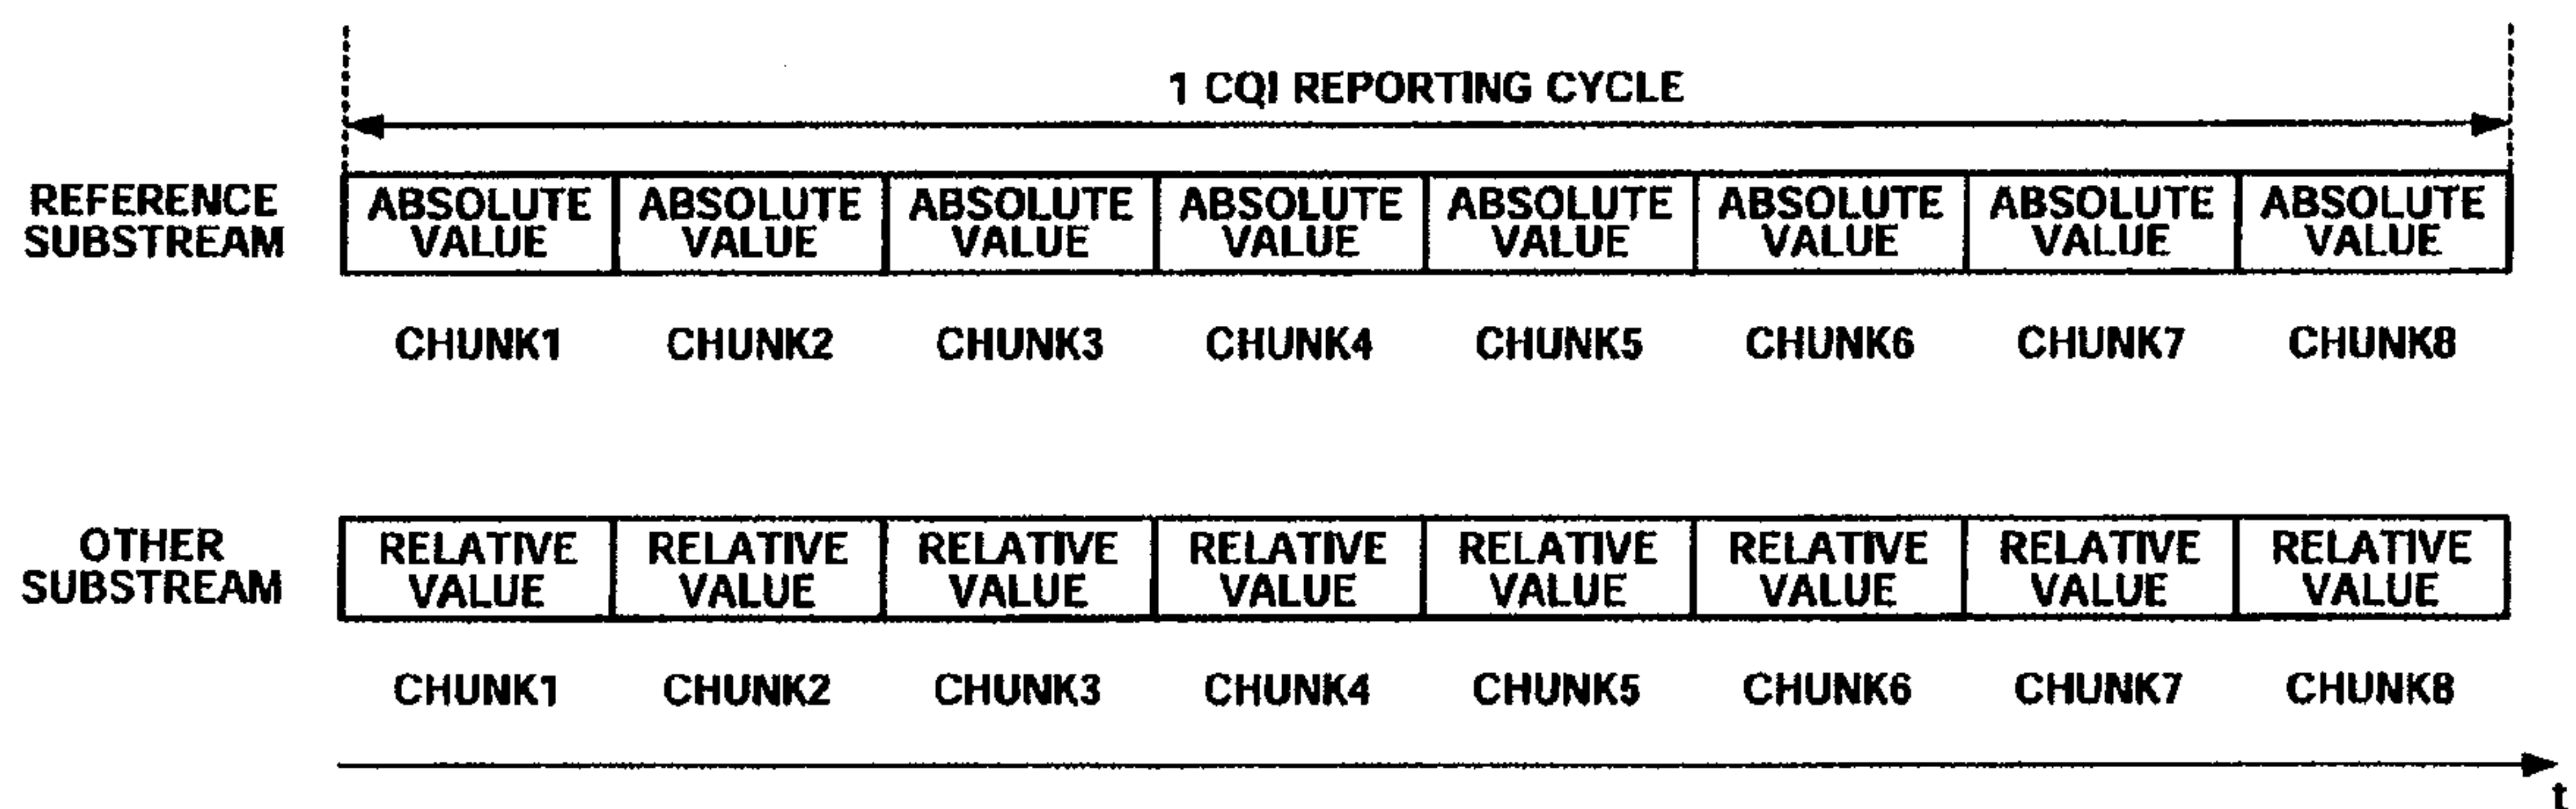 1 CQI REPORTING CYCLE
REFERENCE
SUBSTREAM
ABSOLUTE VALUE
ABSOLUTE VALUE
ABSOLUTE VALUE
ABSOLUTE VALUE
ABSOLUTE VALUE
ABSOLUTE VALUE
ABSOLUTE VALUE
ABSOLUTE VALUE
CHUNK1 CHUNK2 CHUNK3 CHUNK4 CHUNK5 CHUNK6 CHUNK7 CHUNK8
OTHER
SUBSTREAM
RELATIVE VALUE
RELATIVE VALUE
RELATIVE VALUE
RELATIVE VALUE
RELATIVE VALUE
RELATIVE VALUE
RELATIVE VALUE
RELATIVE VALUE
CHUNK1 CHUNK2 CHUNK3 CHUNK4 CHUNK5 CHUNK6 CHUNK7 CHUNK8
t